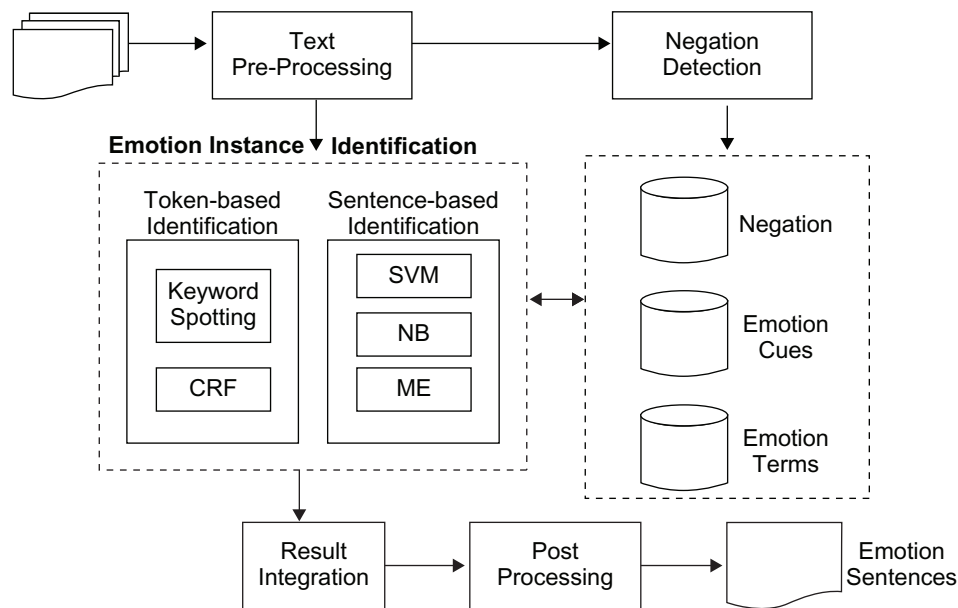 Text
Pre-Processing
Negation
Detection
Emotion Instance Identification
Token-based
Identification
Sentence-based
Identification
Keyword
Spotting
CRF
SVM
NB
ME
Negation
Emotion
Cues
Emotion
Terms
Result
Integration
Post
Processing
Emotion
Sentences